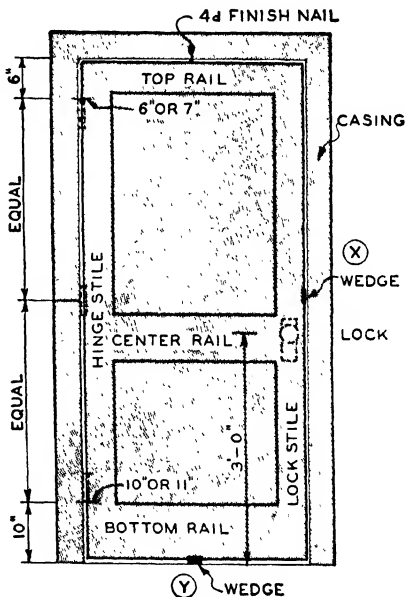 4d FINISH NAIL
6"
TOP RAIL
6" OR 7"
CASING
EQUAL
X
WEDGE
HINGE STILE
CENTER RAIL
LOCK
EQUAL
3'-0"
LOCK STILE
10" OR 11"
10"
BOTTOM RAIL
Y
WEDGE